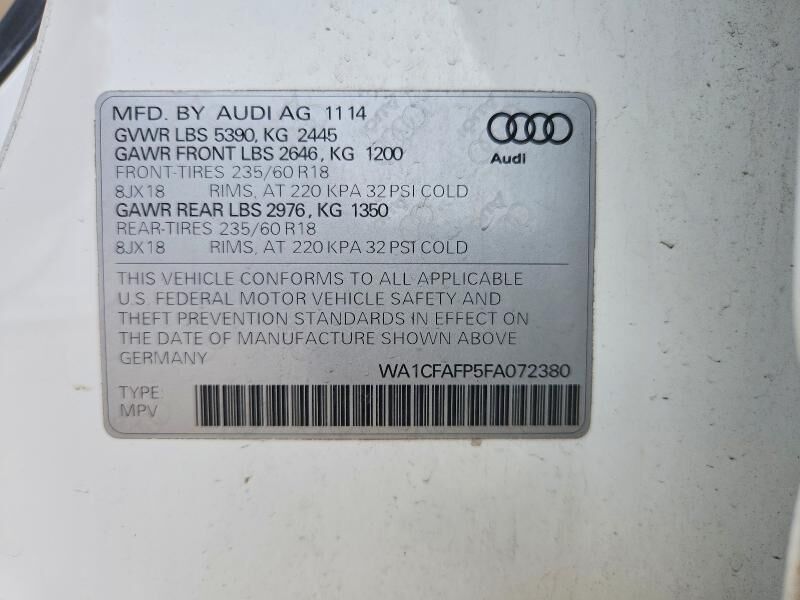 MFD. BY AUDI AG 11 14
GVWR LBS 5390, KG 2445
GAWR FRONT LBS 2646, KG 1200
FRONT-TIRES 235/60 R18
8JX18 RIMS, AT 220 KPA 32 PSI COLD
GAWR REAR LBS 2976, KG 1350
REAR-TIRES 235/60 R18
8JX18 RIMS, AT 220 KPA 32 PSI COLD
Audi
THIS VEHICLE CONFORMS TO ALL APPLICABLE
U.S. FEDERAL MOTOR VEHICLE SAFETY AND
THEFT PREVENTION STANDARDS IN EFFECT ON
THE DATE OF MANUFACTURE SHOWN ABOVE
GERMANY WA1CFAFP5FA072380
TYPE:
MPV